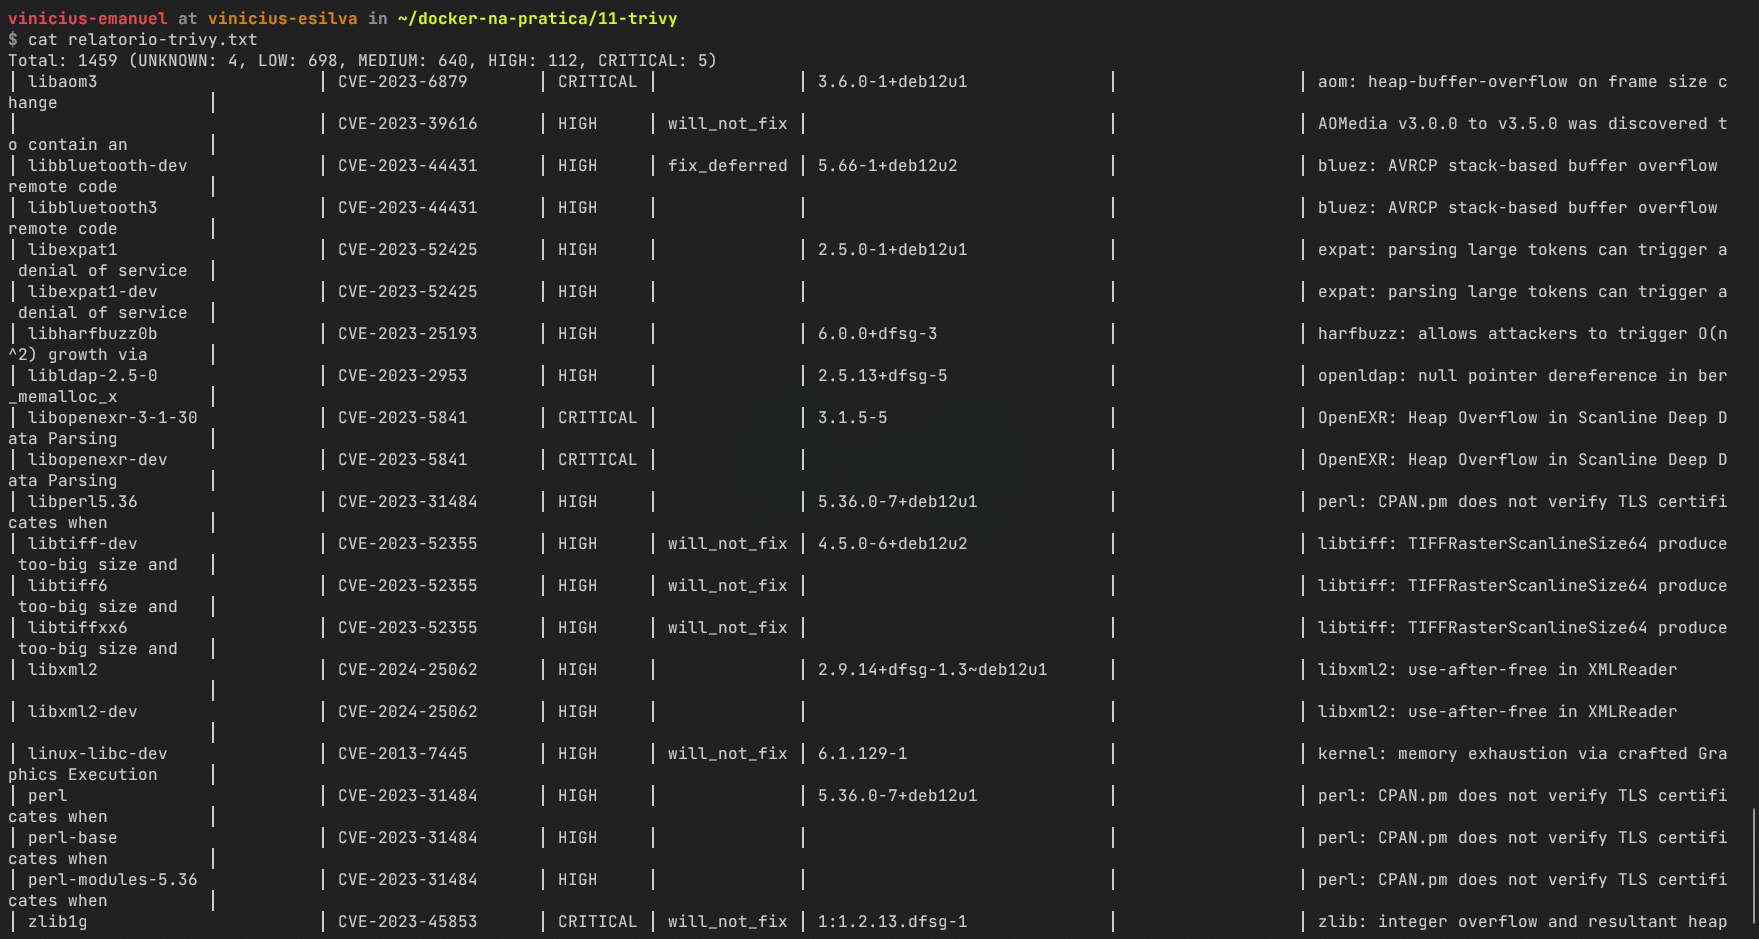 vinicius-emanuel at vinicius-esilva in ~/docker-na-pratica/11-trivy
$ cat relatorio-trivy.txt
Total: 1459 (UNKNOWN: 4, LOW: 698, MEDIUM: 640, HIGH: 112, CRITICAL: 5)
| libaom3 | CVE-2023-6879 | CRITICAL | | 3.6.0-1+deb12u1 | | aom: heap-buffer-overflow on frame size c
hange |
| | CVE-2023-39616 | HIGH | will_not_fix | | | AOMedia v3.0.0 to v3.5.0 was discovered t
o contain an |
| libbluetooth-dev | CVE-2023-44431 | HIGH | fix_deferred | 5.66-1+deb12u2 | | bluez: AVRCP stack-based buffer overflow
remote code |
| libbluetooth3 | CVE-2023-44431 | HIGH | | | | bluez: AVRCP stack-based buffer overflow
remote code |
| libexpat1 | CVE-2023-52425 | HIGH | | 2.5.0-1+deb12u1 | | expat: parsing large tokens can trigger a
denial of service |
| libexpat1-dev | CVE-2023-52425 | HIGH | | | | expat: parsing large tokens can trigger a
denial of service |
| libharfbuzz0b | CVE-2023-25193 | HIGH | | 6.0.0+dfsg-3 | | harfbuzz: allows attackers to trigger O(n
^2) growth via |
| libldap-2.5-0 | CVE-2023-2953 | HIGH | | 2.5.13+dfsg-5 | | openldap: null pointer dereference in ber
_memalloc_x |
| libopenexr-3-1-30 | CVE-2023-5841 | CRITICAL | | 3.1.5-5 | | OpenEXR: Heap Overflow in Scanline Deep D
ata Parsing |
| libopenexr-dev | CVE-2023-5841 | CRITICAL | | | | OpenEXR: Heap Overflow in Scanline Deep D
ata Parsing |
| libperl5.36 | CVE-2023-31484 | HIGH | | 5.36.0-7+deb12u1 | | perl: CPAN.pm does not verify TLS certifi
cates when |
| libtiff-dev | CVE-2023-52355 | HIGH | will_not_fix | 4.5.0-6+deb12u2 | | libtiff: TIFFRasterScanlineSize64 produce
too-big size and |
| libtiff6 | CVE-2023-52355 | HIGH | will_not_fix | | | libtiff: TIFFRasterScanlineSize64 produce
too-big size and |
| libtiffxx6 | CVE-2023-52355 | HIGH | will_not_fix | | | libtiff: TIFFRasterScanlineSize64 produce
too-big size and |
| libxml2 | CVE-2024-25062 | HIGH | | 2.9.14+dfsg-1.3~deb12u1 | | libxml2: use-after-free in XMLReader
|
| libxml2-dev | CVE-2024-25062 | HIGH | | | | libxml2: use-after-free in XMLReader
|
| linux-libc-dev | CVE-2013-7445 | HIGH | will_not_fix | 6.1.129-1 | | kernel: memory exhaustion via crafted Gra
phics Execution |
| perl | CVE-2023-31484 | HIGH | | 5.36.0-7+deb12u1 | | perl: CPAN.pm does not verify TLS certifi
cates when |
| perl-base | CVE-2023-31484 | HIGH | | | | perl: CPAN.pm does not verify TLS certifi
cates when |
| perl-modules-5.36 | CVE-2023-31484 | HIGH | | | | perl: CPAN.pm does not verify TLS certifi
cates when |
| zlib1g | CVE-2023-45853 | CRITICAL | will_not_fix | 1:1.2.13.dfsg-1 | | zlib: integer overflow and resultant heap